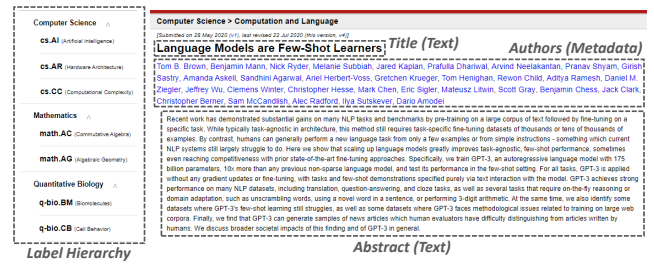 Computer Science
cs.AI (Artificial Intelligence)
cs.AR (Hardware Architecture)
cs.CC (Computational Complexity)
Mathematics
math.AC (Commutative Algebra)
math.AG (Algebraic Geometry)
Quantitative Biology
q-bio.BM (Biomolecules)
q-bio.CB (Cell Behavior)
Label Hierarchy
Computer Science > Computation and Language
[Submitted on 28 May 2020 (v1), last revised 22 Jul 2020 (this version, v4)]
Language Models are Few-Shot Learners
Title (Text)
Authors (Metadata)
Tom B. Brown, Benjamin Mann, Nick Ryder, Melanie Subbiah, Jared Kaplan, Prafulla Dhariwal, Arvind Neelakantan, Pranav Shyam, Girish
Sastry, Amanda Askell, Sandhini Agarwal, Ariel Herbert-Voss, Gretchen Krueger, Tom Henighan, Rewon Child, Aditya Ramesh, Daniel M.
Ziegler, Jeffrey Wu, Clemens Winter, Christopher Hesse, Mark Chen, Eric Sigler, Mateusz Litwin, Scott Gray, Benjamin Chess, Jack Clark,
Christopher Berner, Sam McCandlish, Alec Radford, Ilya Sutskever, Dario Amodei
Recent work has demonstrated substantial gains on many NLP tasks and benchmarks by pre-training on a large corpus of text followed by fine-tuning on a
specific task. While typically task-agnostic in architecture, this method still requires task-specific fine-tuning datasets of thousands or tens of thousands of
examples. By contrast, humans can generally perform a new language task from only a few examples or from simple instructions - something which current
NLP systems still largely struggle to do. Here we show that scaling up language models greatly improves task-agnostic, few-shot performance, sometimes
even reaching competitiveness with prior state-of-the-art fine-tuning approaches. Specifically, we train GPT-3, an autoregressive language model with 175
billion parameters, 10x more than any previous non-sparse language model, and test its performance in the few-shot setting. For all tasks, GPT-3 is applied
without any gradient updates or fine-tuning, with tasks and few-shot demonstrations specified purely via text interaction with the model. GPT-3 achieves strong
performance on many NLP datasets, including translation, question-answering, and cloze tasks, as well as several tasks that require on-the-fly reasoning or
domain adaptation, such as unscrambling words, using a novel word in a sentence, or performing 3-digit arithmetic. At the same time, we also identify some
datasets where GPT-3's few-shot learning still struggles, as well as some datasets where GPT-3 faces methodological issues related to training on large web
corpora. Finally, we find that GPT-3 can generate samples of news articles which human evaluators have difficulty distinguishing from articles written by
humans. We discuss broader societal impacts of this finding and of GPT-3 in general.
Abstract (Text)